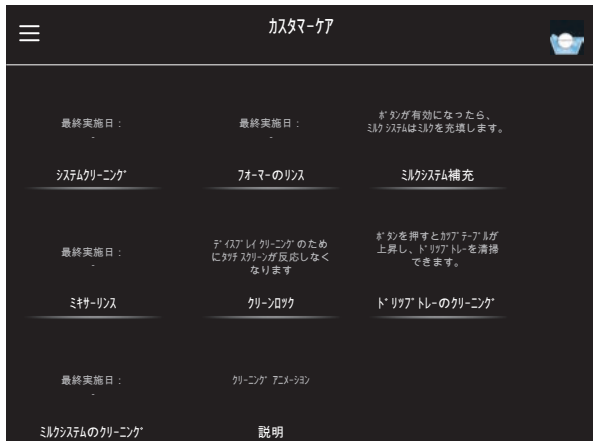 カスタマーケア
最終実施日：
-
最終実施日：
-
ﾎﾞﾀﾝが有効になったら、
ﾐﾙｸ ｼｽﾃﾑはﾐﾙｸを充填します。
ｼｽﾃﾑｸﾘｰﾆﾝｸﾞ
ﾌｫｰﾏｰのﾘﾝｽ
ﾐﾙｸｼｽﾃﾑ補充
最終実施日：
-
ﾃﾞｨｽﾌﾟﾚｲ ｸﾘｰﾆﾝｸﾞのため
にﾀｯﾁ ｽｸﾘｰﾝが反応しなく
なります
ﾎﾞﾀﾝを押すとｶｯﾌﾟﾃｰﾌﾞﾙが
上昇し、ﾄﾞﾘｯﾌﾟﾄﾚｰを清掃
できます。
ﾐｷｻｰﾘﾝｽ
ｸﾘｰﾝﾛｯｸ
ﾄﾞﾘｯﾌﾟﾄﾚｰのｸﾘｰﾆﾝｸﾞ
最終実施日：
-
ｸﾘｰﾆﾝｸﾞ ｱﾆﾒｰｼｮﾝ
ﾐﾙｸｼｽﾃﾑのｸﾘｰﾆﾝｸﾞ
説明